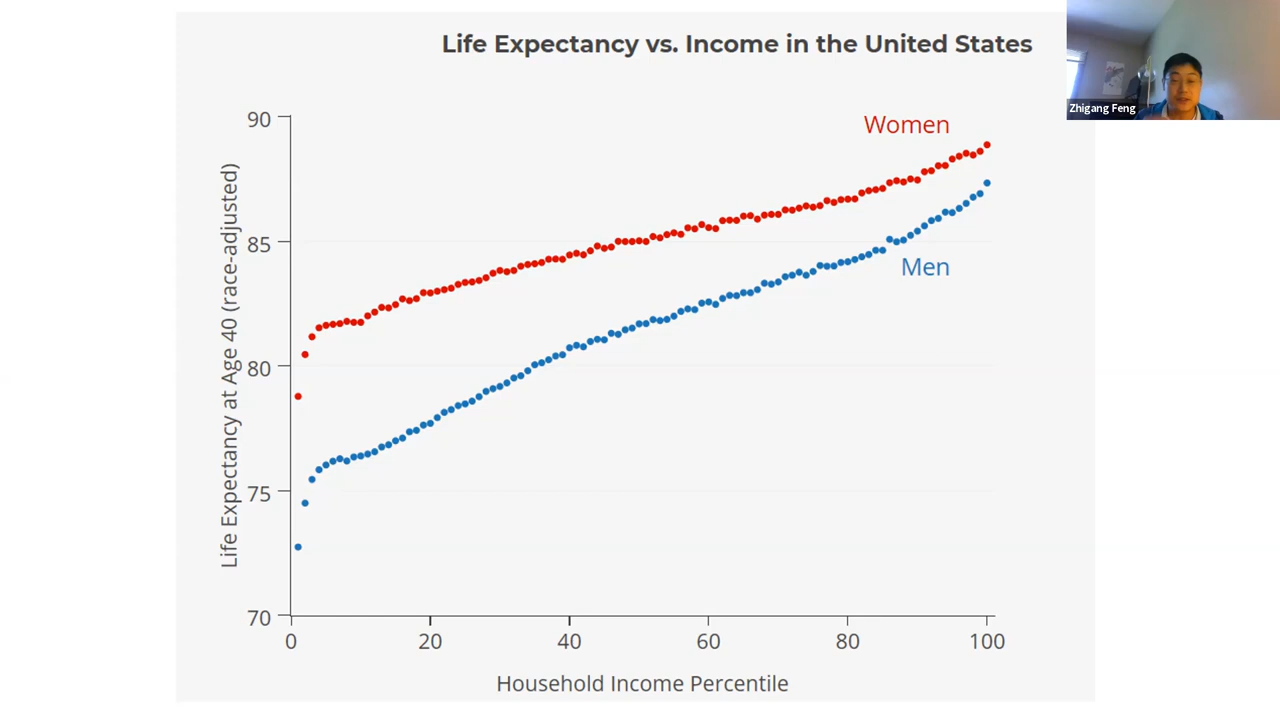 Life Expectancy vs. Income in the United States
Zhigang Feng
Women
Men
Life Expectancy at Age 40 (race-adjusted)
90
85
80
75
70
0 20 40 60 80 100
Household Income Percentile